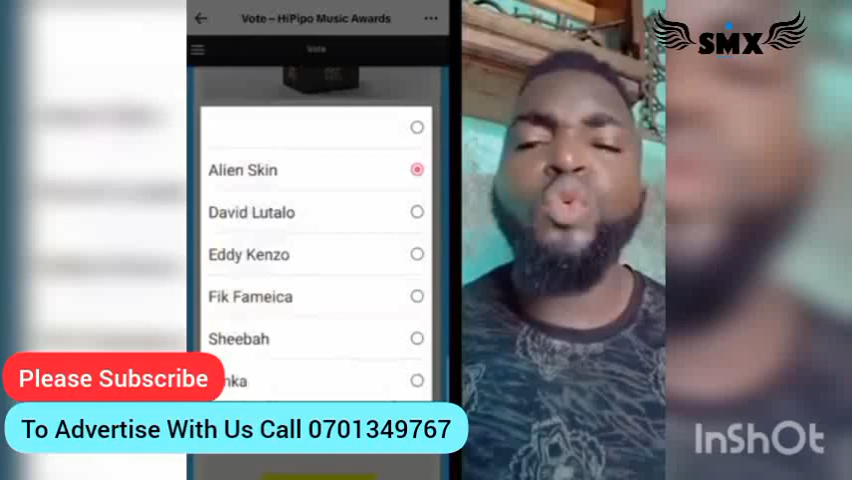 Vote – HiPipo Music Awards
SMX
Vote
Alien Skin
David Lutalo
Eddy Kenzo
Fik Fameica
Sheebah
Please Subscribe
To Advertise With Us Call 0701349767
InShOt